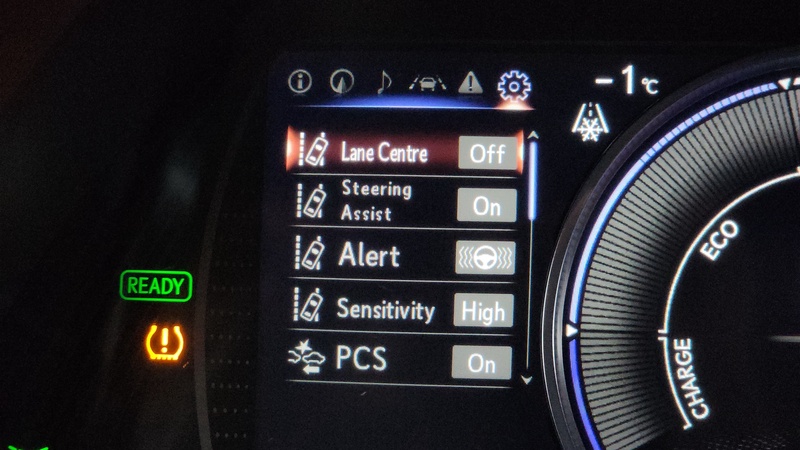 -1°C
Lane Centre Off
Steering
Assist On
Alert
Sensitivity High
PCS On
READY
ECO
CHARGE